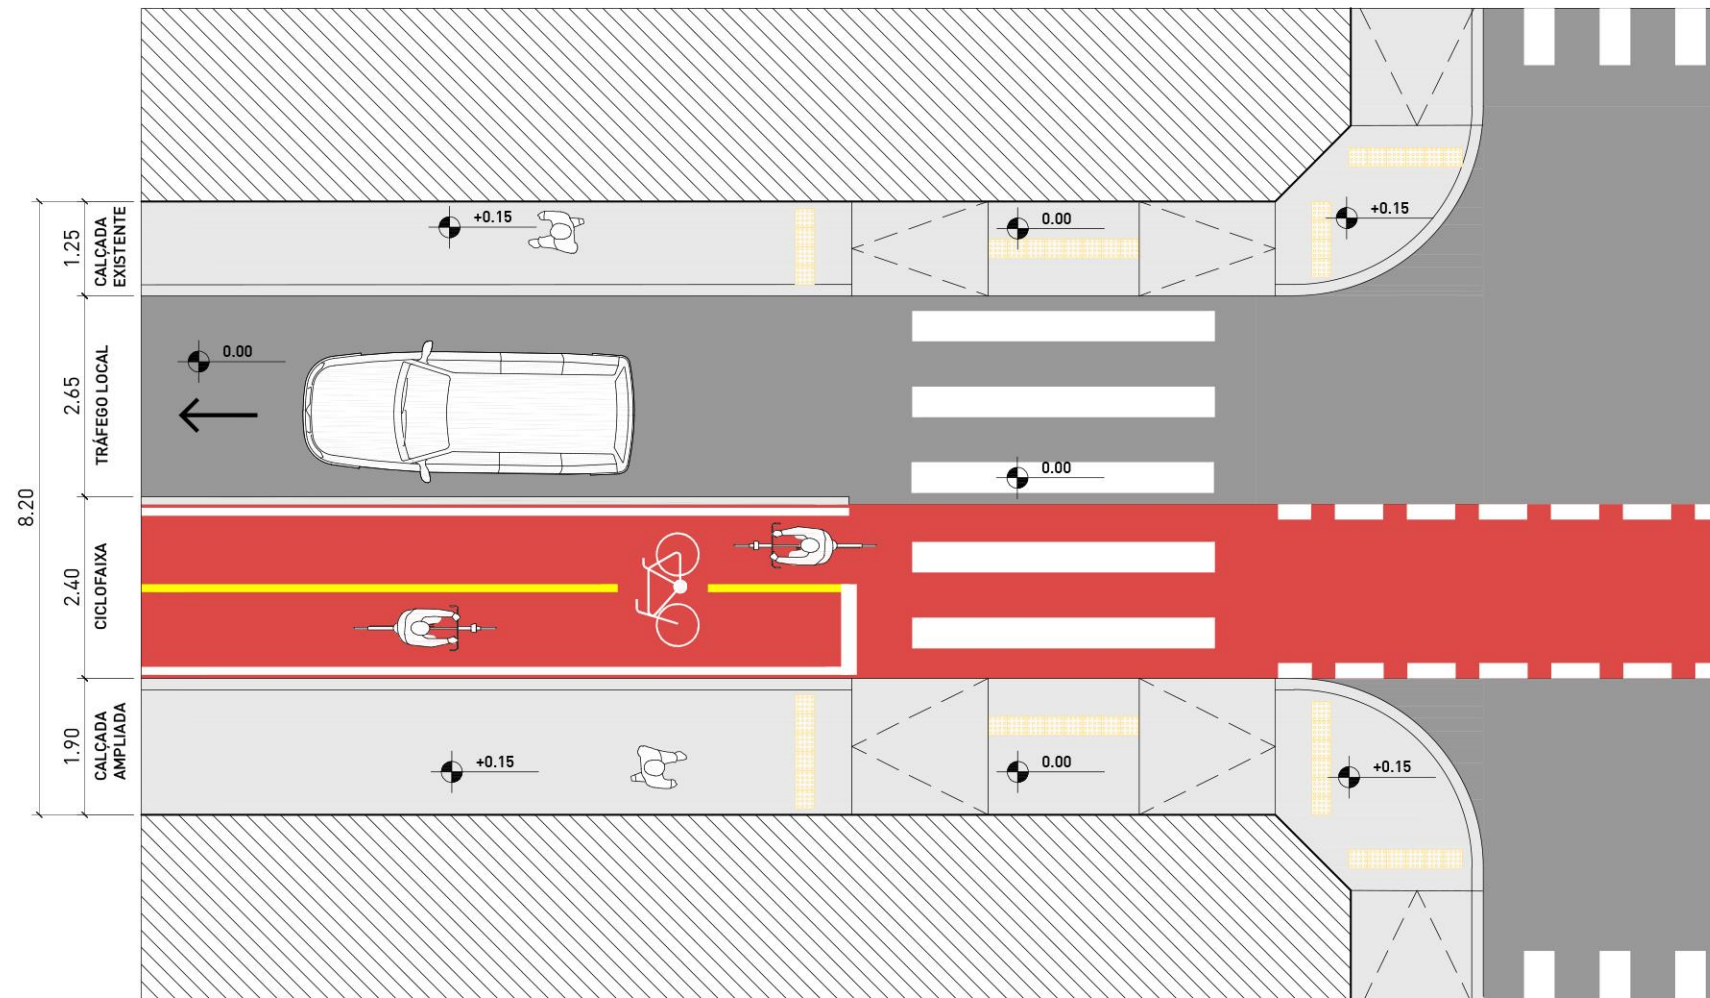 +0.15
0.00
+0.15
1.25
CALÇADA
EXISTENTE
0.00
2.65
TRÁFEGO LOCAL
0.00
8.20
2.40
CICLOFAIXA
1.90
CALÇADA
AMPLIADA
+0.15
0.00
+0.15